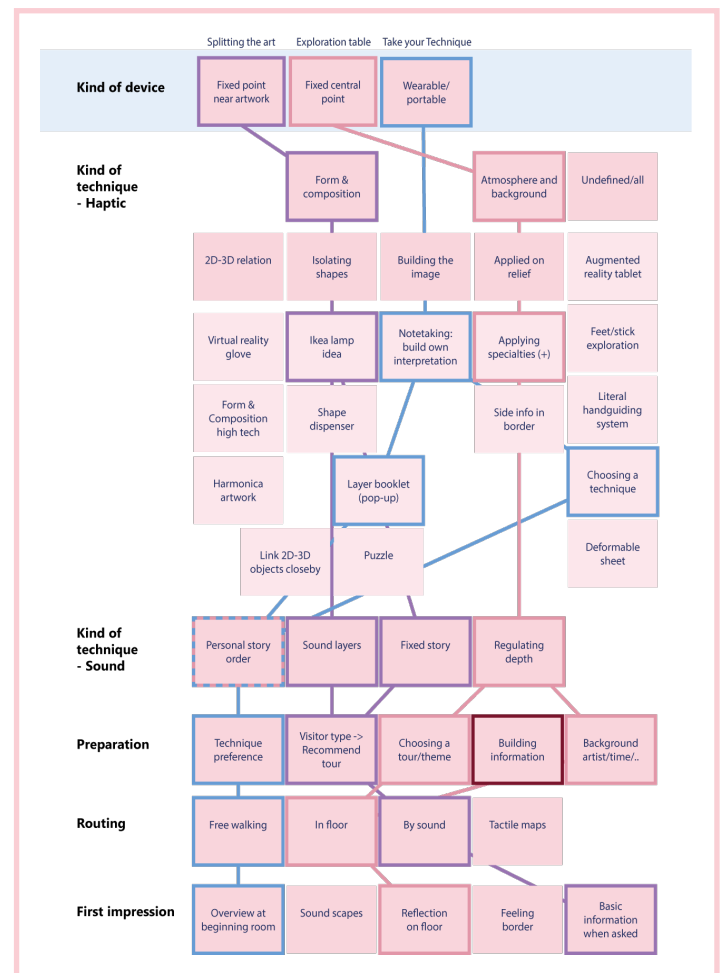 Splitting the art
Exploration table
Take your Technique
Kind of device
Fixed point
near artwork
Fixed central
point
Wearable/
portable
Kind of
technique
- Haptic
Form &
composition
Atmosphere and
background
Undefined/all
2D-3D relation
Isolating
shapes
Building the
image
Applied on
relief
Augmented
reality tablet
Virtual reality
glove
Ikea lamp
idea
Notetaking:
build own
interpretation
Applying
specialties (+)
Feet/stick
exploration
Form &
Composition
high tech
Shape
dispenser
Side info in
border
Literal
handguiding
system
Harmonica
artwork
Layer booklet
(pop-up)
Choosing a
technique
Link 2D-3D
objects closeby
Puzzle
Deformable
sheet
Kind of
technique
- Sound
Personal story
order
Sound layers
Fixed story
Regulating
depth
Preparation
Technique
preference
Visitor type ->
Recommend
tour
Choosing a
tour/theme
Building
information
Background
artist/time/..
Routing
Free walking
In floor
By sound
Tactile maps
First impression
Overview at
beginning room
Sound scapes
Reflection
on floor
Feeling
border
Basic
information
when asked